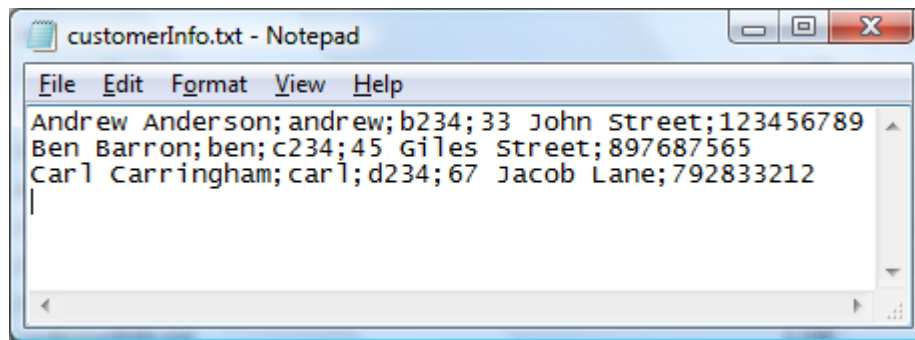 customerInfo.txt - Notepad
File Edit Format View Help
Andrew Anderson;andrew;b234;33 John Street;123456789
Ben Barron;ben;c234;45 Giles Street;897687565
Carl Carringham;carl;d234;67 Jacob Lane;792833212